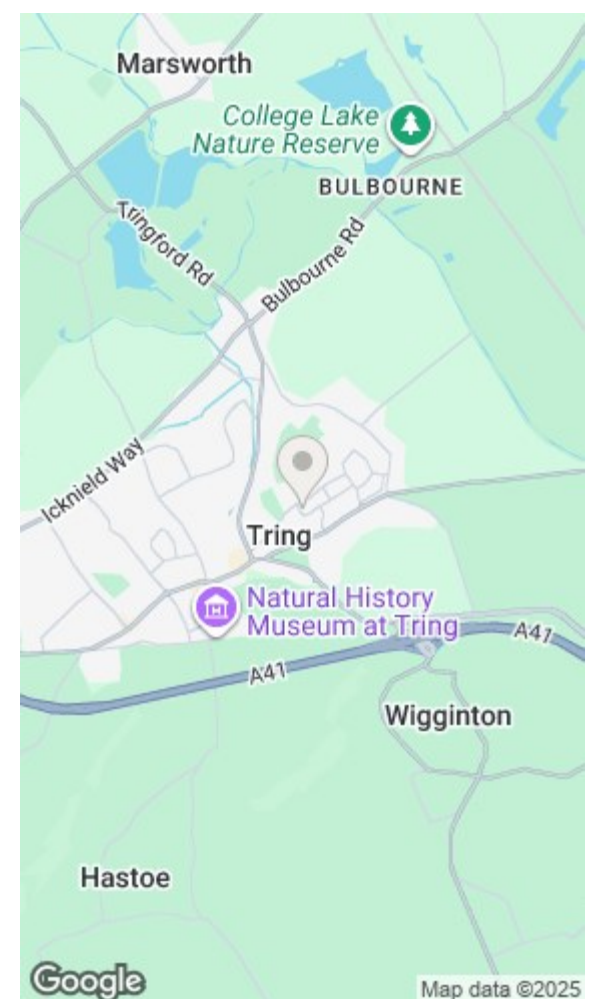 Marsworth
College Lake
Nature Reserve
BULBOURNE
Tringford Rd
Bulbourne Rd
Icknield Way
Tring
Natural History
Museum at Tring
A41
A41
Wigginton
Hastoe
Google
Map data ©2025